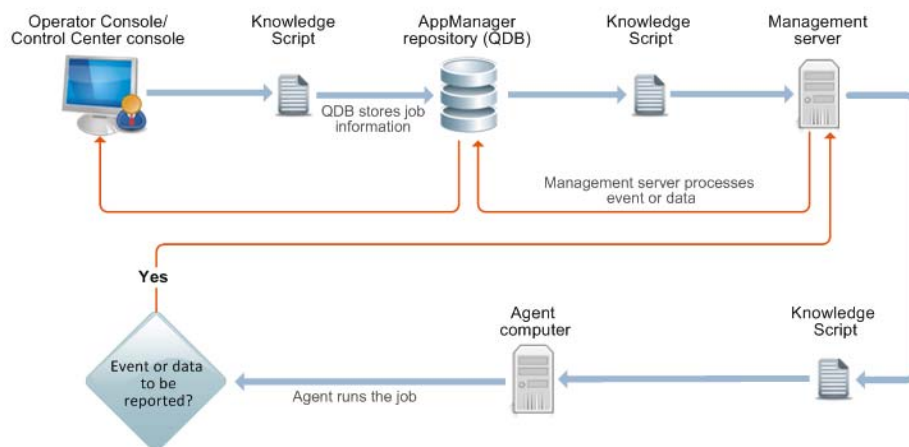 Operator Console/
Control Center console
Knowledge
Script
AppManager
repository (QDB)
Knowledge
Script
Management
server
QDB stores job
information
Management server processes
event or data
Yes
Agent
computer
Knowledge
Script
Event or data
to be
reported?
Agent runs the job